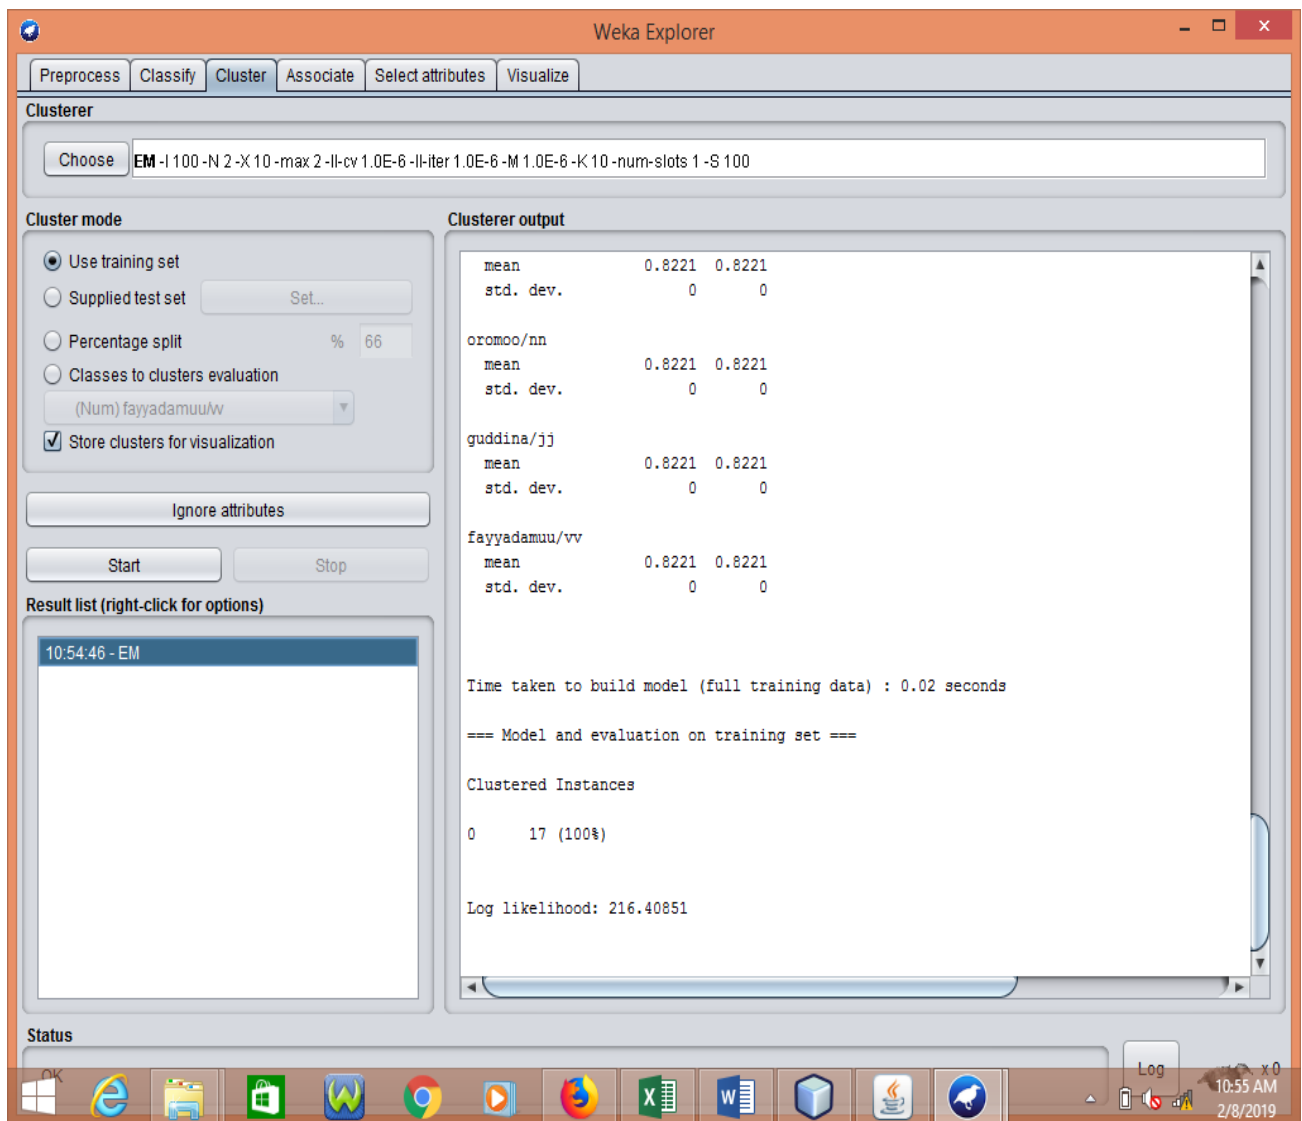 Weka Explorer
Preprocess Classify Cluster Associate Select attributes Visualize
Clusterer
Choose EM -I 100 -N 2 -X 10 -max 2 -ll-cv 1.0E-6 -ll-iter 1.0E-6 -M 1.0E-6 -K 10 -num-slots 1 -S 100
Cluster mode
Use training set
Supplied test set Set...
Percentage split % 66
Classes to clusters evaluation
(Num) fayyadamuu/vv
Store clusters for visualization
Ignore attributes
Start Stop
Result list (right-click for options)
10:54:46 - EM
Clusterer output
mean 0.8221 0.8221
std. dev. 0 0
oromoo/nn
mean 0.8221 0.8221
std. dev. 0 0
guddina/jj
mean 0.8221 0.8221
std. dev. 0 0
fayyadamuu/vv
mean 0.8221 0.8221
std. dev. 0 0
Time taken to build model (full training data) : 0.02 seconds
=== Model and evaluation on training set ===
Clustered Instances
0 17 (100%)
Log likelihood: 216.40851
Status
OK
Log
x 0
10:55 AM
2/8/2019